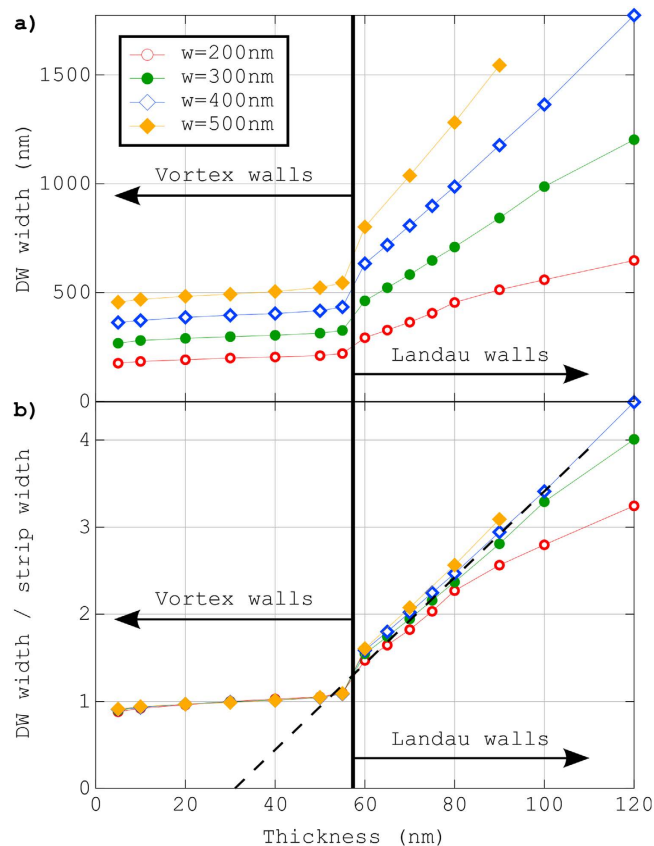 a)
w=200nm
w=300nm
w=400nm
w=500nm
DW width (nm)
1500
1000
500
0
Vortex walls
Landau walls
b)
DW width / strip width
4
3
2
1
0
Vortex walls
Landau walls
0
20
40
60
80
100
120
Thickness (nm)